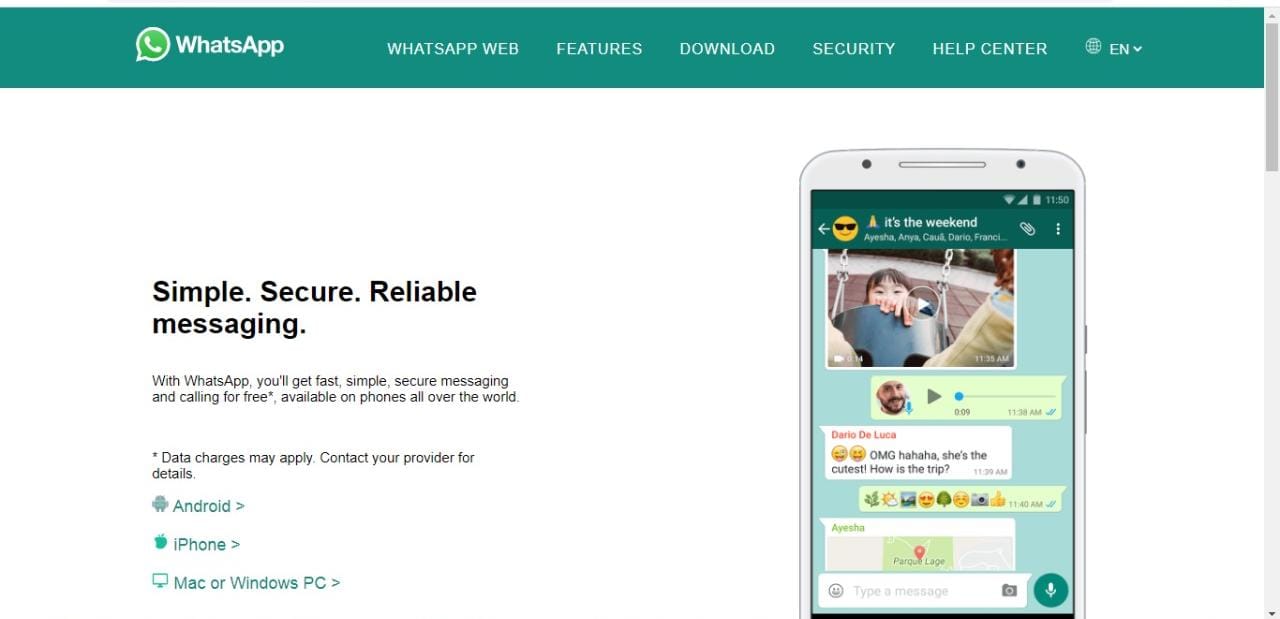 WhatsApp
WHATSAPP WEB
FEATURES
DOWNLOAD
SECURITY
HELP CENTER
EN
Simple. Secure. Reliable
messaging.
With WhatsApp, you'll get fast, simple, secure messaging
and calling for free*, available on phones all over the world.
* Data charges may apply. Contact your provider for
details.
Android >
iPhone >
Mac or Windows PC >
11:50
🙏 it's the weekend
Ayesha, Anya, Cauã, Dario, Franci...
0:14
11:35 AM
0:09
11:38 AM
Dario De Luca
OMG hahaha, she's the
cutest! How is the trip?
11:39 AM
11:40 AM
Ayesha
Parque Lage
Type a message